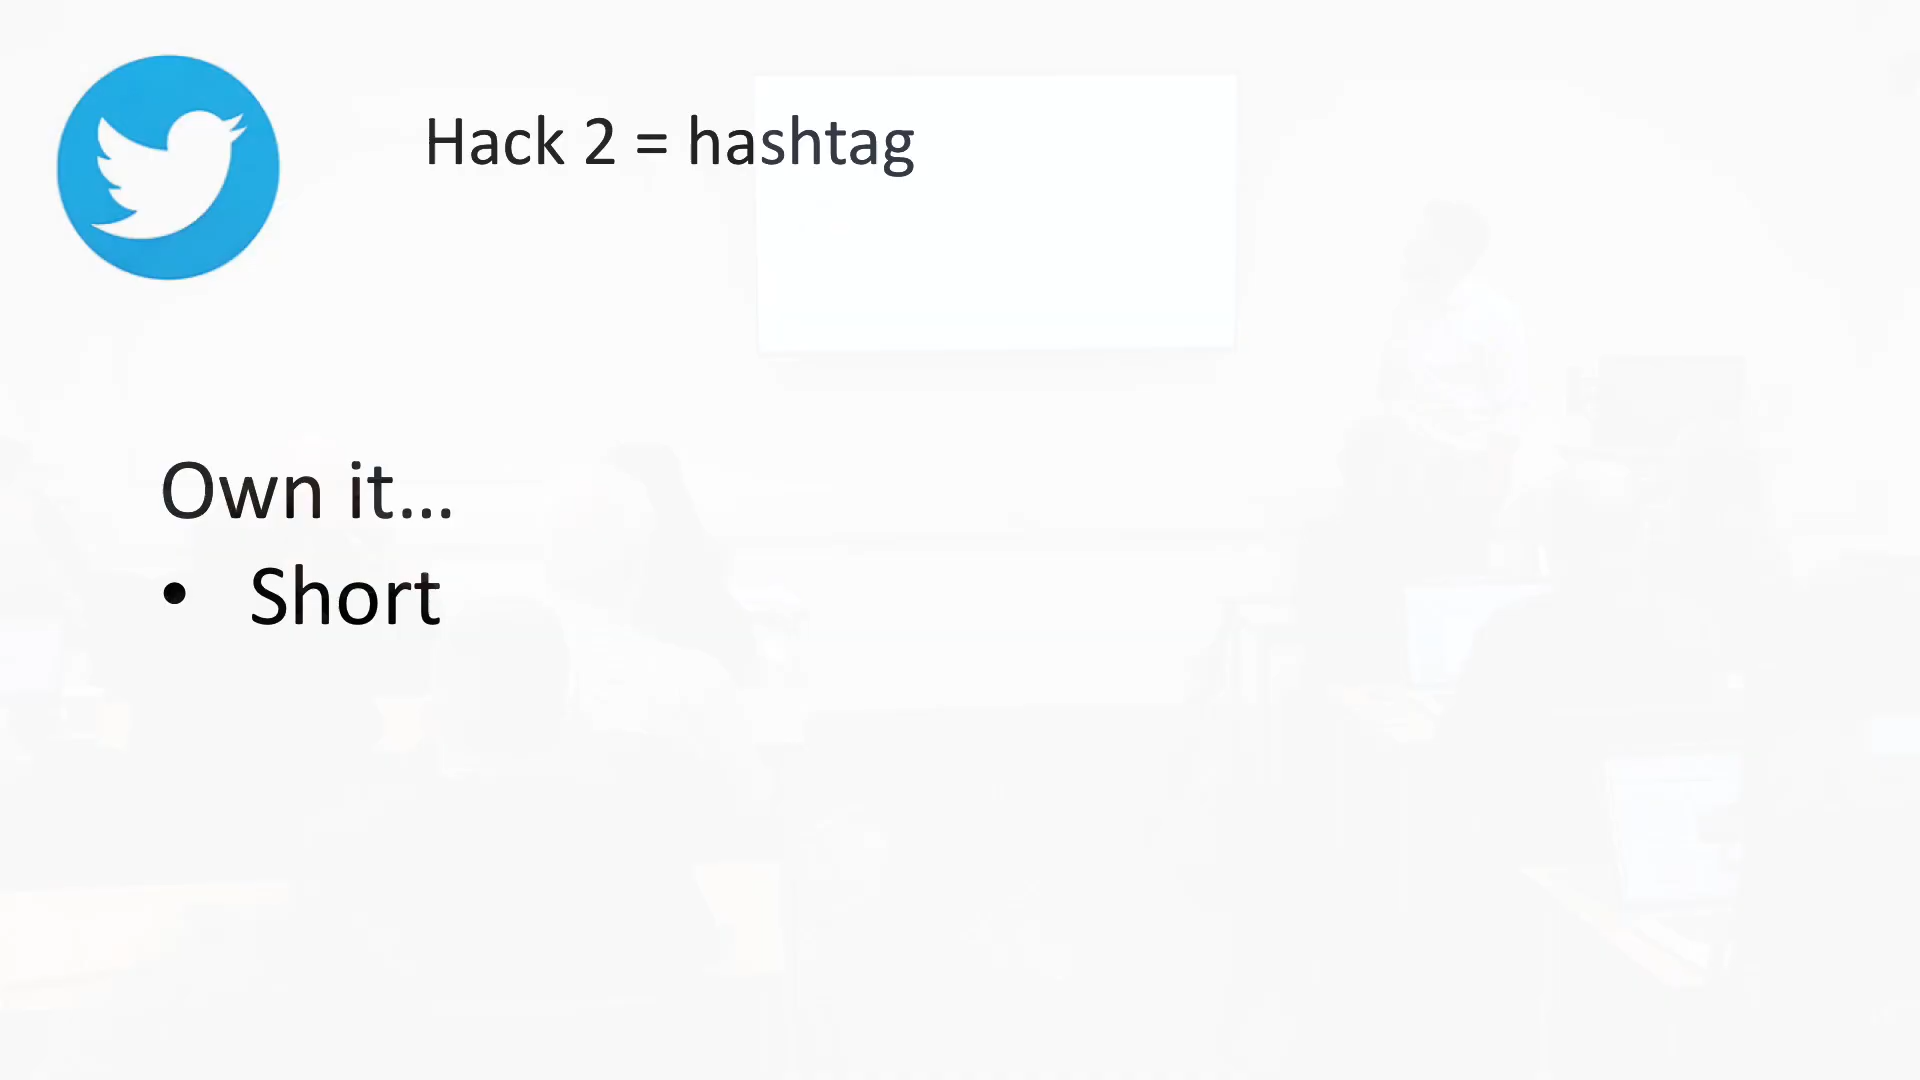 Hack 2 = hashtag
Own it...
• Short